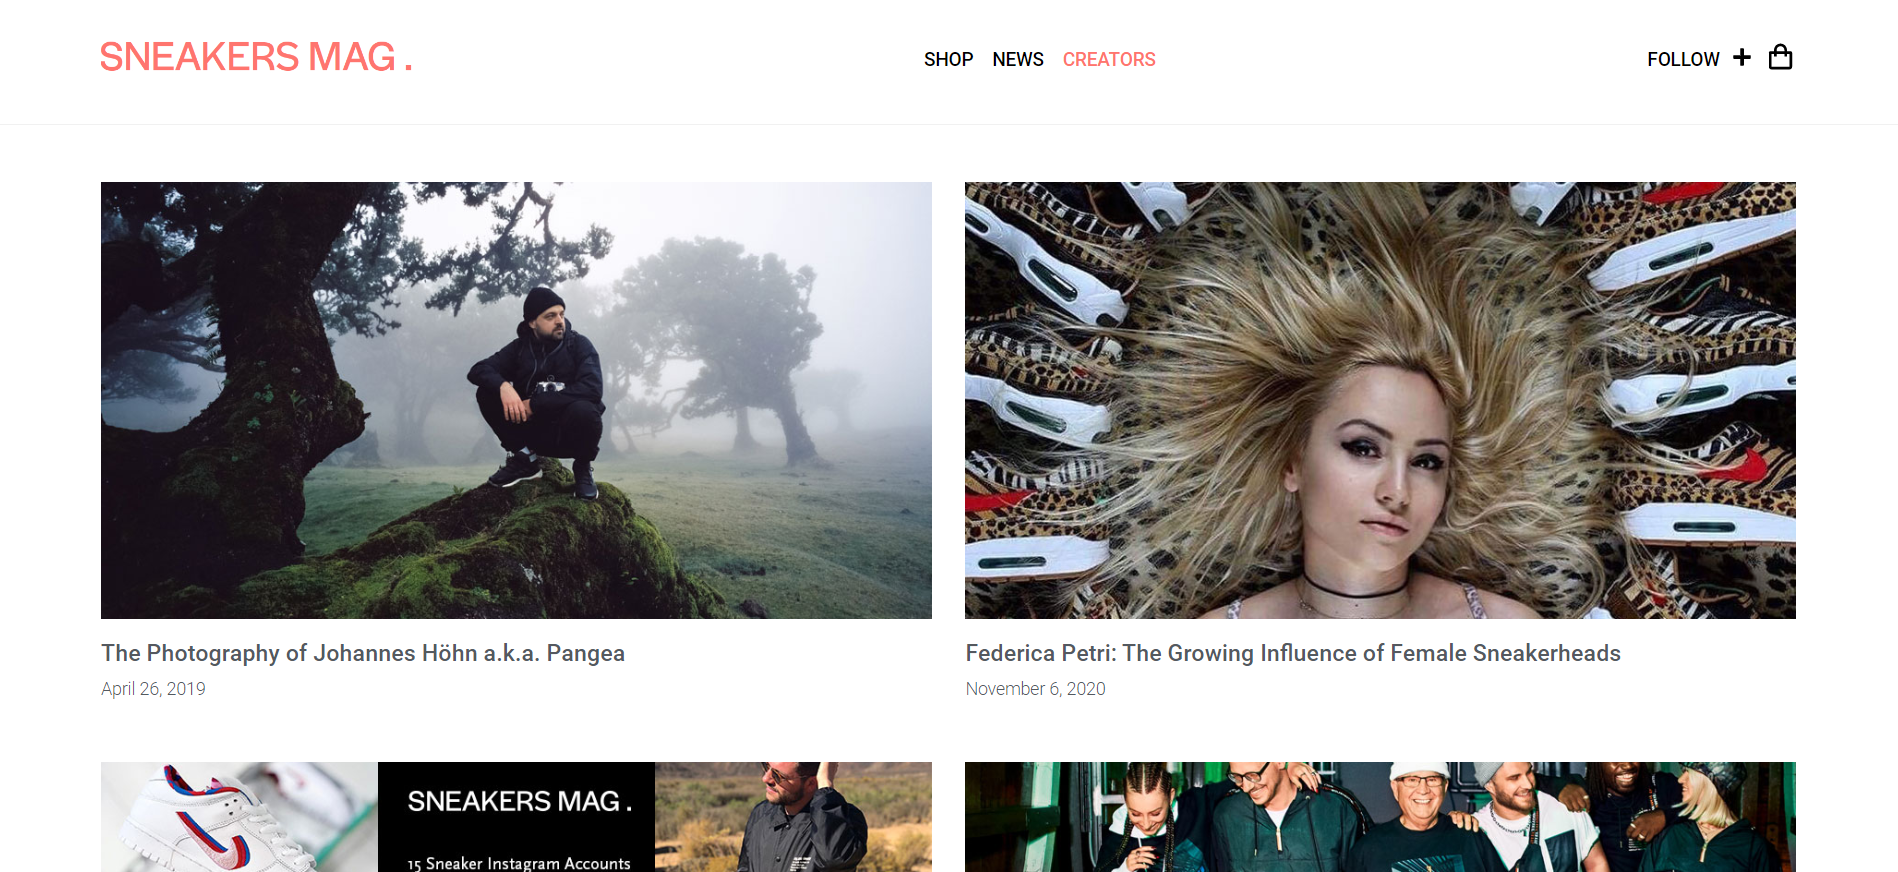 SNEAKERS MAG .
SHOP NEWS CREATORS
FOLLOW +
The Photography of Johannes Höhn a.k.a. Pangea
April 26, 2019
Federica Petri: The Growing Influence of Female Sneakerheads
November 6, 2020
SNEAKERS MAG .
15 Sneaker Instagram Accounts